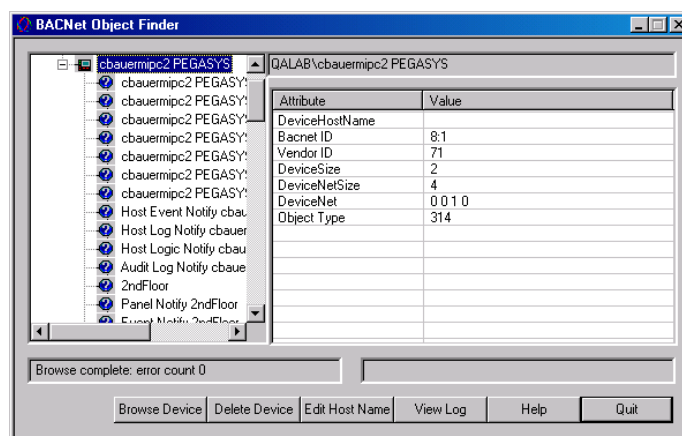 BACNet Object Finder
cbauermipc2 PEGASYS
cbauermipc2 PEGASYS
cbauermipc2 PEGASYS
cbauermipc2 PEGASYS
cbauermipc2 PEGASYS
cbauermipc2 PEGASYS
cbauermipc2 PEGASYS
cbauermipc2 PEGASYS
Host Event Notify cbau
Host Log Notify cbauer
Host Logic Notify cbau
Audit Log Notify cbaue
2ndFloor
Panel Notify 2ndFloor
Event Notify 2ndFloor
QALAB\cbauermipc2 PEGASYS
Attribute Value
DeviceHostName
Bacnet ID 8:1
Vendor ID 71
DeviceSize 2
DeviceNetSize 4
DeviceNet 0 0 1 0
Object Type 314
Browse complete: error count 0
Browse Device Delete Device Edit Host Name View Log Help Quit